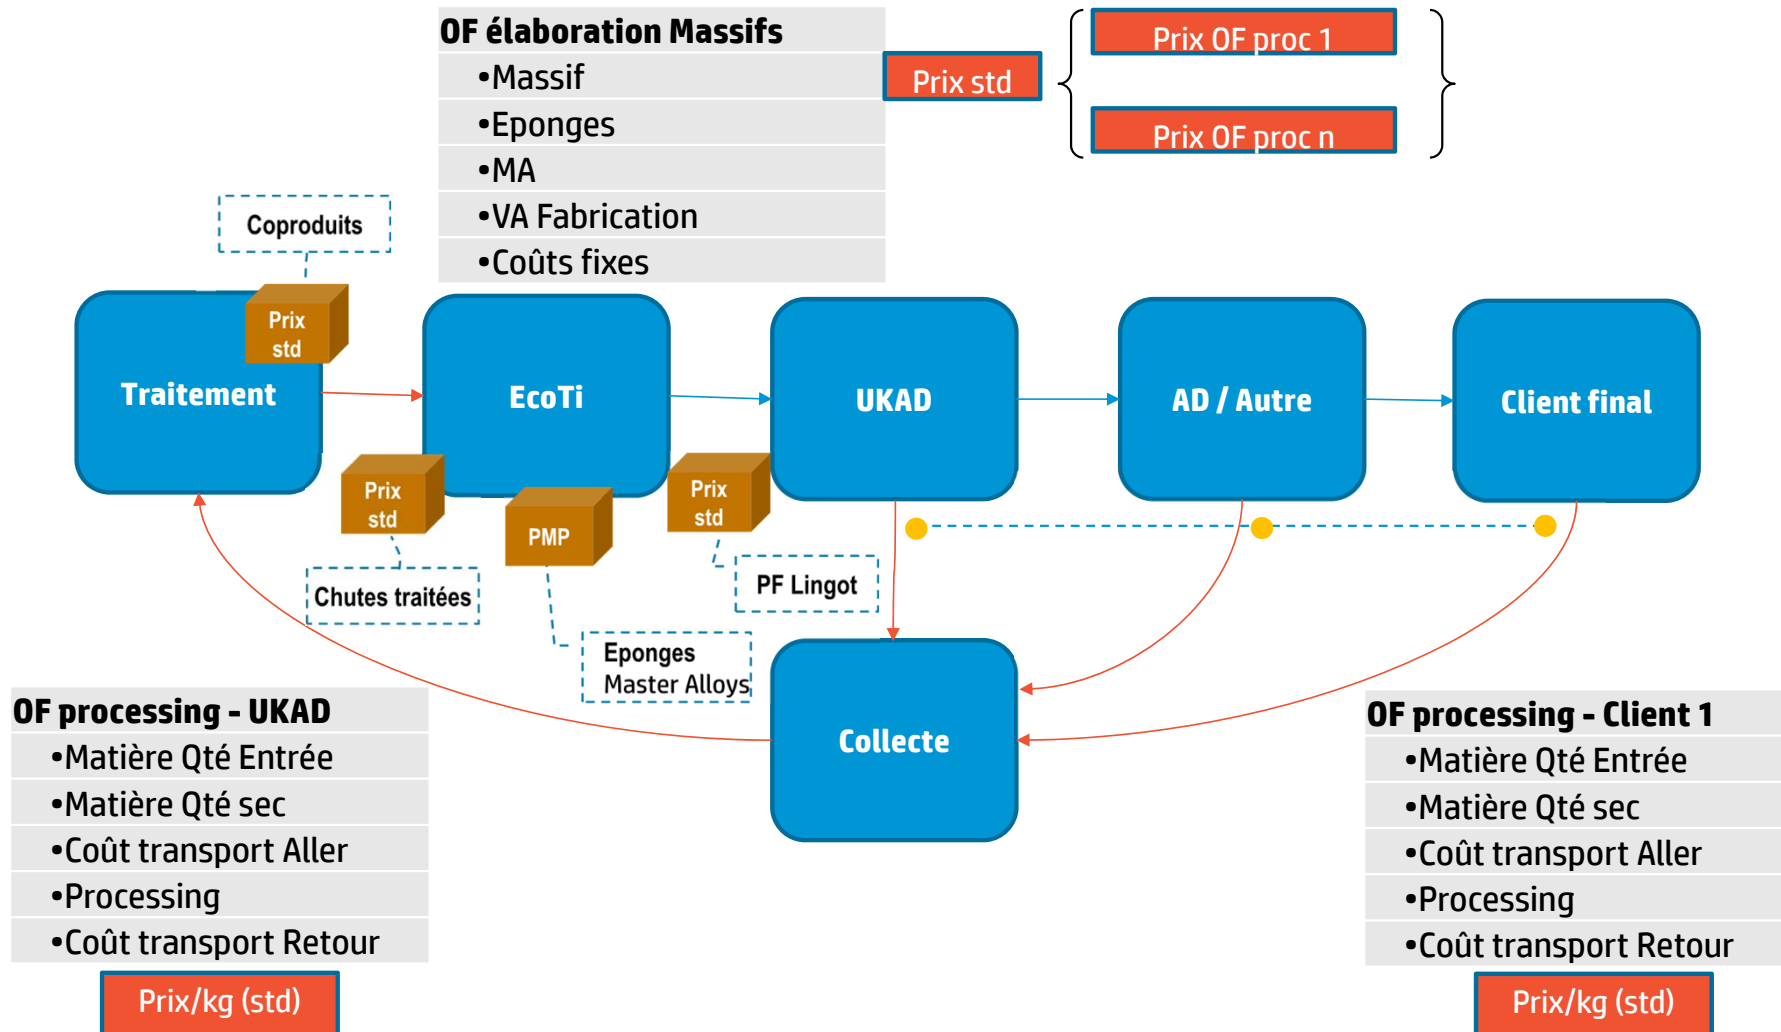 OF élaboration Massifs
•Massif
•Eponges
•MA
•VA Fabrication
•Coûts fixes
Prix std
Prix OF proc 1
Prix OF proc n
Coproduits
Prix
std
Traitement
EcoTi
UKAD
AD / Autre
Client final
Prix
std
PMP
Prix
std
Chutes traitées
PF Lingot
Eponges
Master Alloys
Collecte
OF processing - UKAD
•Matière Qté Entrée
•Matière Qté sec
•Coût transport Aller
•Processing
•Coût transport Retour
Prix/kg (std)
OF processing - Client 1
•Matière Qté Entrée
•Matière Qté sec
•Coût transport Aller
•Processing
•Coût transport Retour
Prix/kg (std)